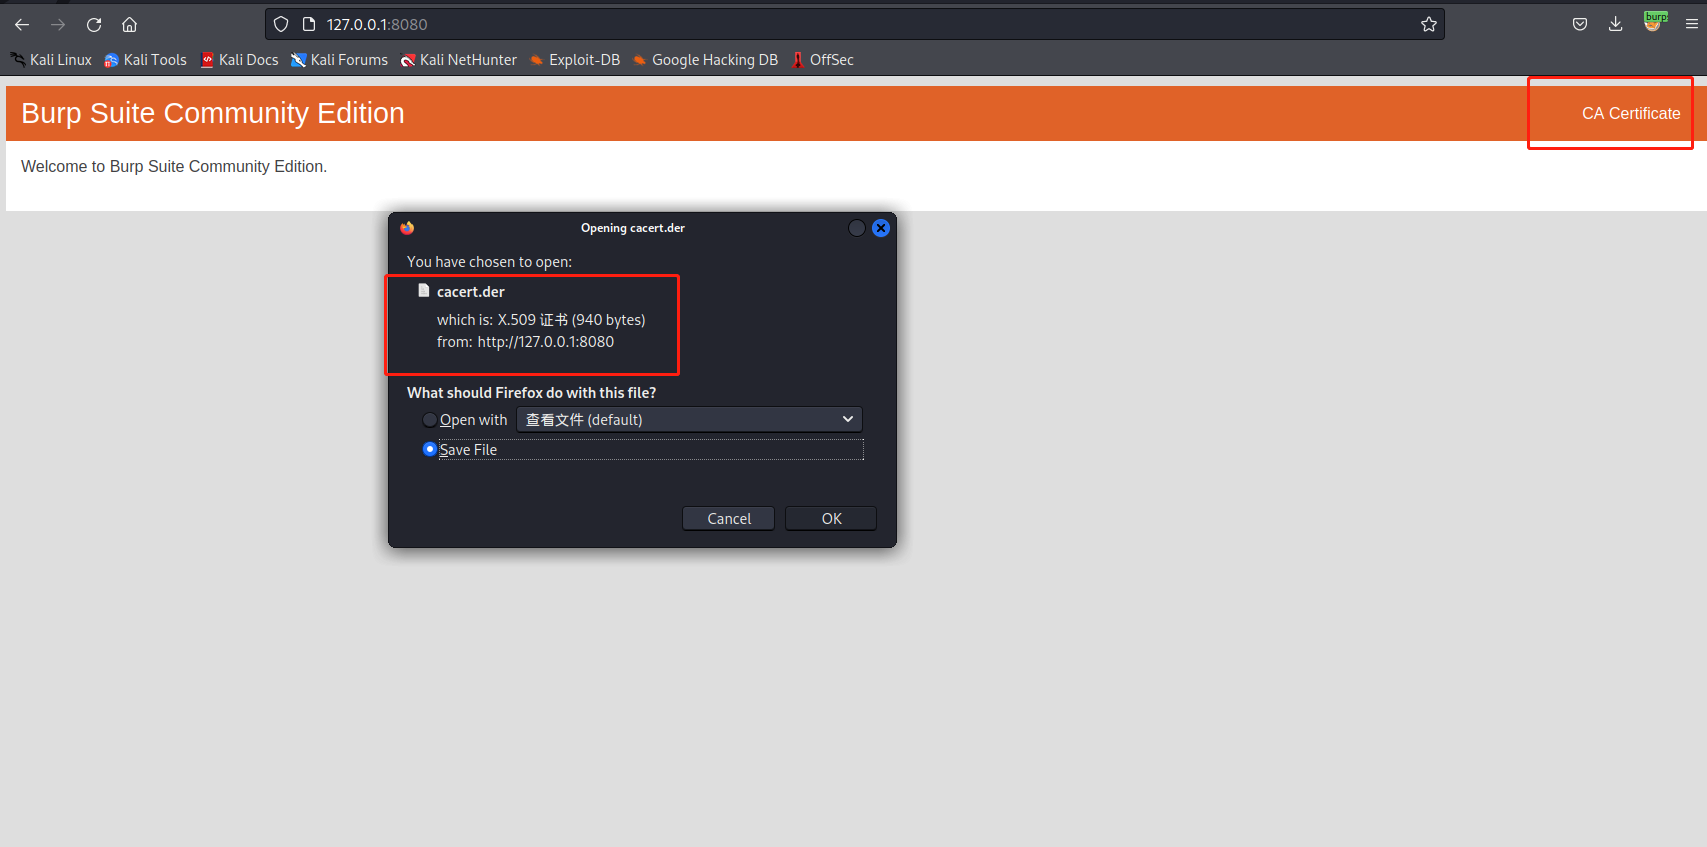 127.0.0.1:8080
burp
Kali Linux Kali Tools Kali Docs Kali Forums Kali NetHunter Exploit-DB Google Hacking DB OffSec
Burp Suite Community Edition CA Certificate
Welcome to Burp Suite Community Edition.
Opening cacert.der
You have chosen to open:
cacert.der
which is: X.509 证书 (940 bytes)
from: http://127.0.0.1:8080
What should Firefox do with this file?
Open with 查看文件 (default)
Save File
Cancel OK